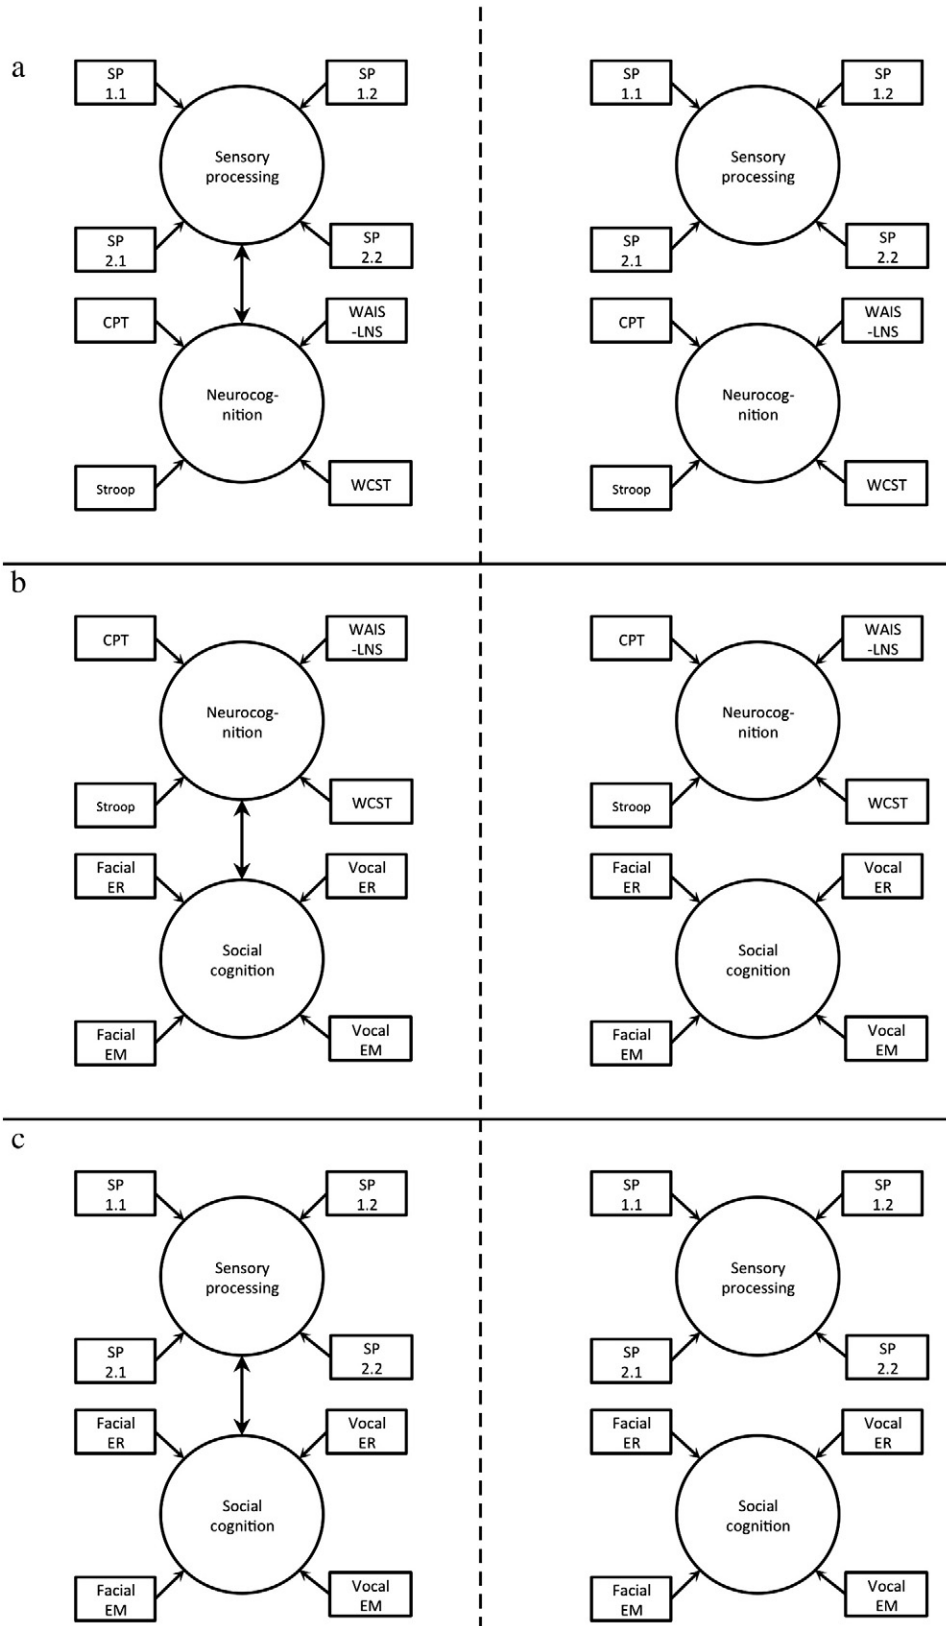 a
SP
1.1
SP
1.2
Sensory
processing
SP
2.1
SP
2.2
CPT
WAIS
-LNS
Neurocog-
nition
Stroop
WCST
SP
1.1
SP
1.2
Sensory
processing
SP
2.1
SP
2.2
CPT
WAIS
-LNS
Neurocog-
nition
Stroop
WCST
b
CPT
WAIS
-LNS
Neurocog-
nition
Stroop
WCST
Facial
ER
Vocal
ER
Social
cognition
Facial
EM
Vocal
EM
CPT
WAIS
-LNS
Neurocog-
nition
Stroop
WCST
Facial
ER
Vocal
ER
Social
cognition
Facial
EM
Vocal
EM
c
SP
1.1
SP
1.2
Sensory
processing
SP
2.1
SP
2.2
Facial
ER
Vocal
ER
Social
cognition
Facial
EM
Vocal
EM
SP
1.1
SP
1.2
Sensory
processing
SP
2.1
SP
2.2
Facial
ER
Vocal
ER
Social
cognition
Facial
EM
Vocal
EM